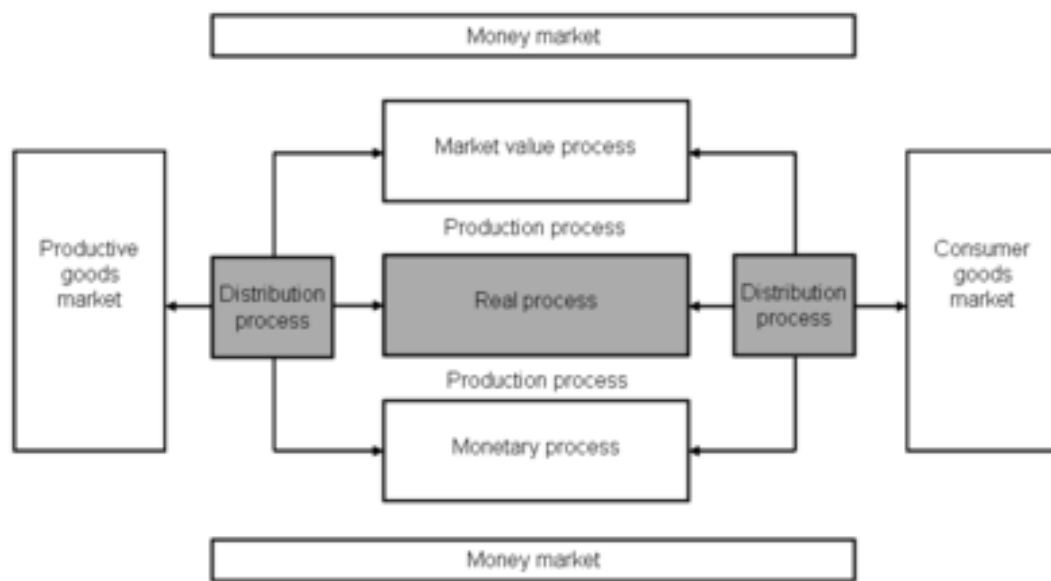 Money market
Market value process
Production process
Productive
goods
market
Distribution
process
Real process
Distribution
process
Consumer
goods
market
Production process
Monetary process
Money market